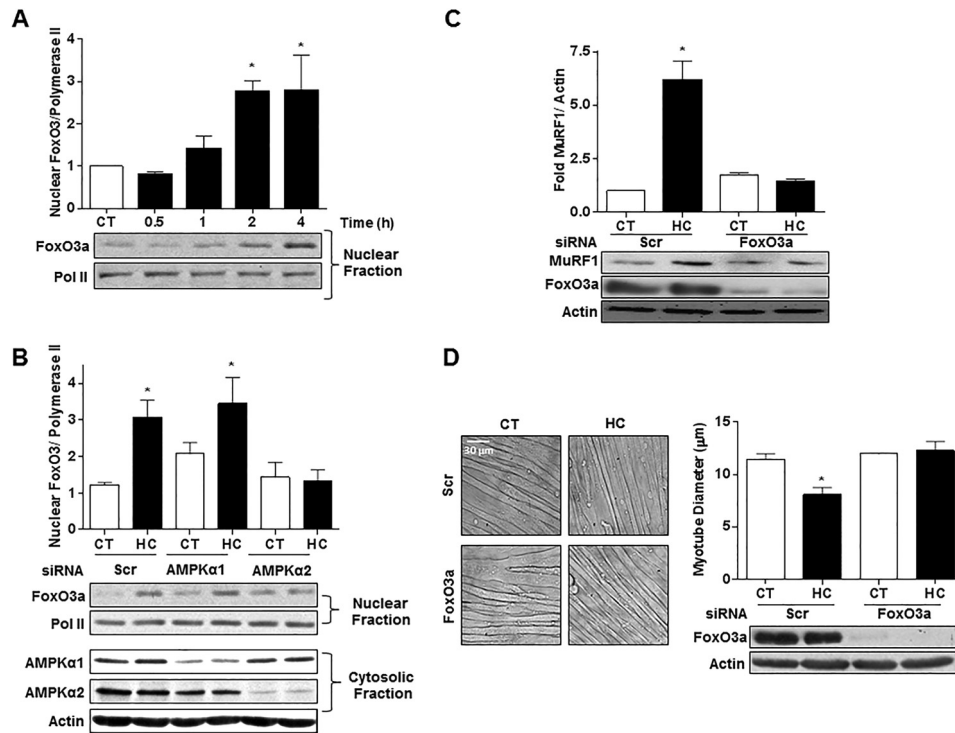 A
Nuclear FoxO3/Polymerase II
4
3
2
1
0
*
*
CT 0.5 1 2 4 Time (h)
FoxO3a
Pol II
Nuclear
Fraction
B
Nuclear FoxO3/ Polymerase II
4
3
2
1
0
*
*
CT HC CT HC CT HC
siRNA Scr AMPKα1 AMPKα2
FoxO3a
Pol II
Nuclear
Fraction
AMPKα1
AMPKα2
Actin
Cytosolic
Fraction
C
Fold MuRF1/ Actin
7.5
5.0
2.5
0.0
*
CT HC CT HC
siRNA Scr FoxO3a
MuRF1
FoxO3a
Actin
D
CT HC
30 µm
Scr
FoxO3a
Myotube Diameter (µm)
15
10
5
0
*
CT HC CT HC
siRNA Scr FoxO3a
FoxO3a
Actin